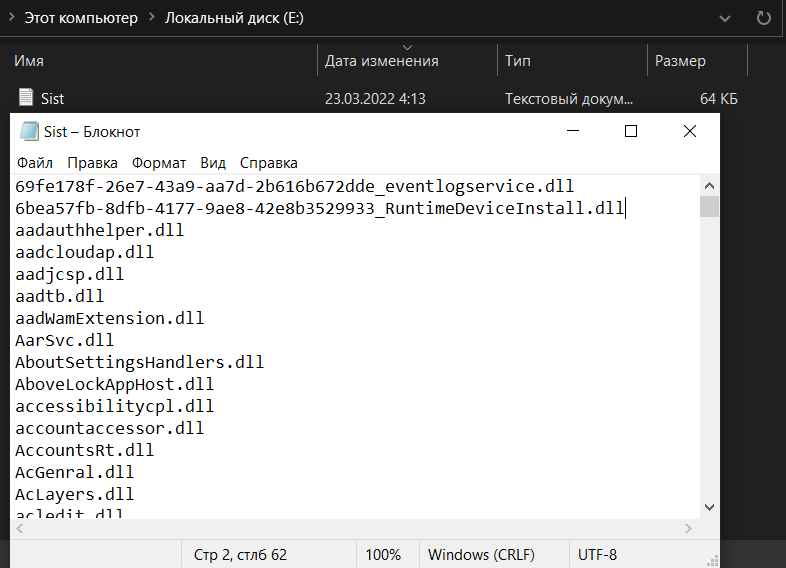 Этот компьютер > Локальный диск (E:)
Имя Дата изменения Тип Размер
Sist 23.03.2022 4:13 Текстовый докум... 64 КБ
Sist – Блокнот
Файл Правка Формат Вид Справка
69fe178f-26e7-43a9-aa7d-2b616b672dde_eventlogservice.dll
6bea57fb-8dfb-4177-9ae8-42e8b3529933_RuntimeDeviceInstall.dll
aadauthhelper.dll
aadcloudap.dll
aadjcsp.dll
aadtb.dll
aadWamExtension.dll
AarSvc.dll
AboutSettingsHandlers.dll
AboveLockAppHost.dll
accessibilitycpl.dll
accountaccessor.dll
AccountsRt.dll
AcGenral.dll
AcLayers.dll
acledit.dll
Стр 2, стлб 62 100% Windows (CRLF) UTF-8